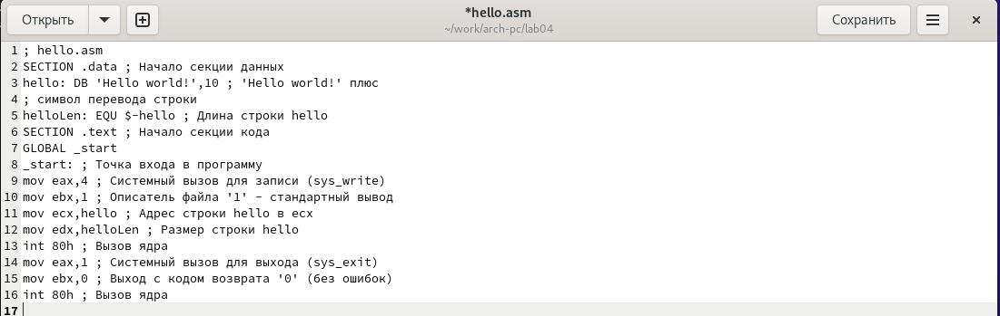 Открыть
*hello.asm
~/work/arch-pc/lab04
Сохранить
1 ; hello.asm
2 SECTION .data ; Начало секции данных
3 hello: DB 'Hello world!',10 ; 'Hello world!' плюс
4 ; символ перевода строки
5 helloLen: EQU $-hello ; Длина строки hello
6 SECTION .text ; Начало секции кода
7 GLOBAL _start
8 _start: ; Точка входа в программу
9 mov eax,4 ; Системный вызов для записи (sys_write)
10 mov ebx,1 ; Описатель файла '1' - стандартный вывод
11 mov ecx,hello ; Адрес строки hello в ecx
12 mov edx,helloLen ; Размер строки hello
13 int 80h ; Вызов ядра
14 mov eax,1 ; Системный вызов для выхода (sys_exit)
15 mov ebx,0 ; Выход с кодом возврата '0' (без ошибок)
16 int 80h ; Вызов ядра
17